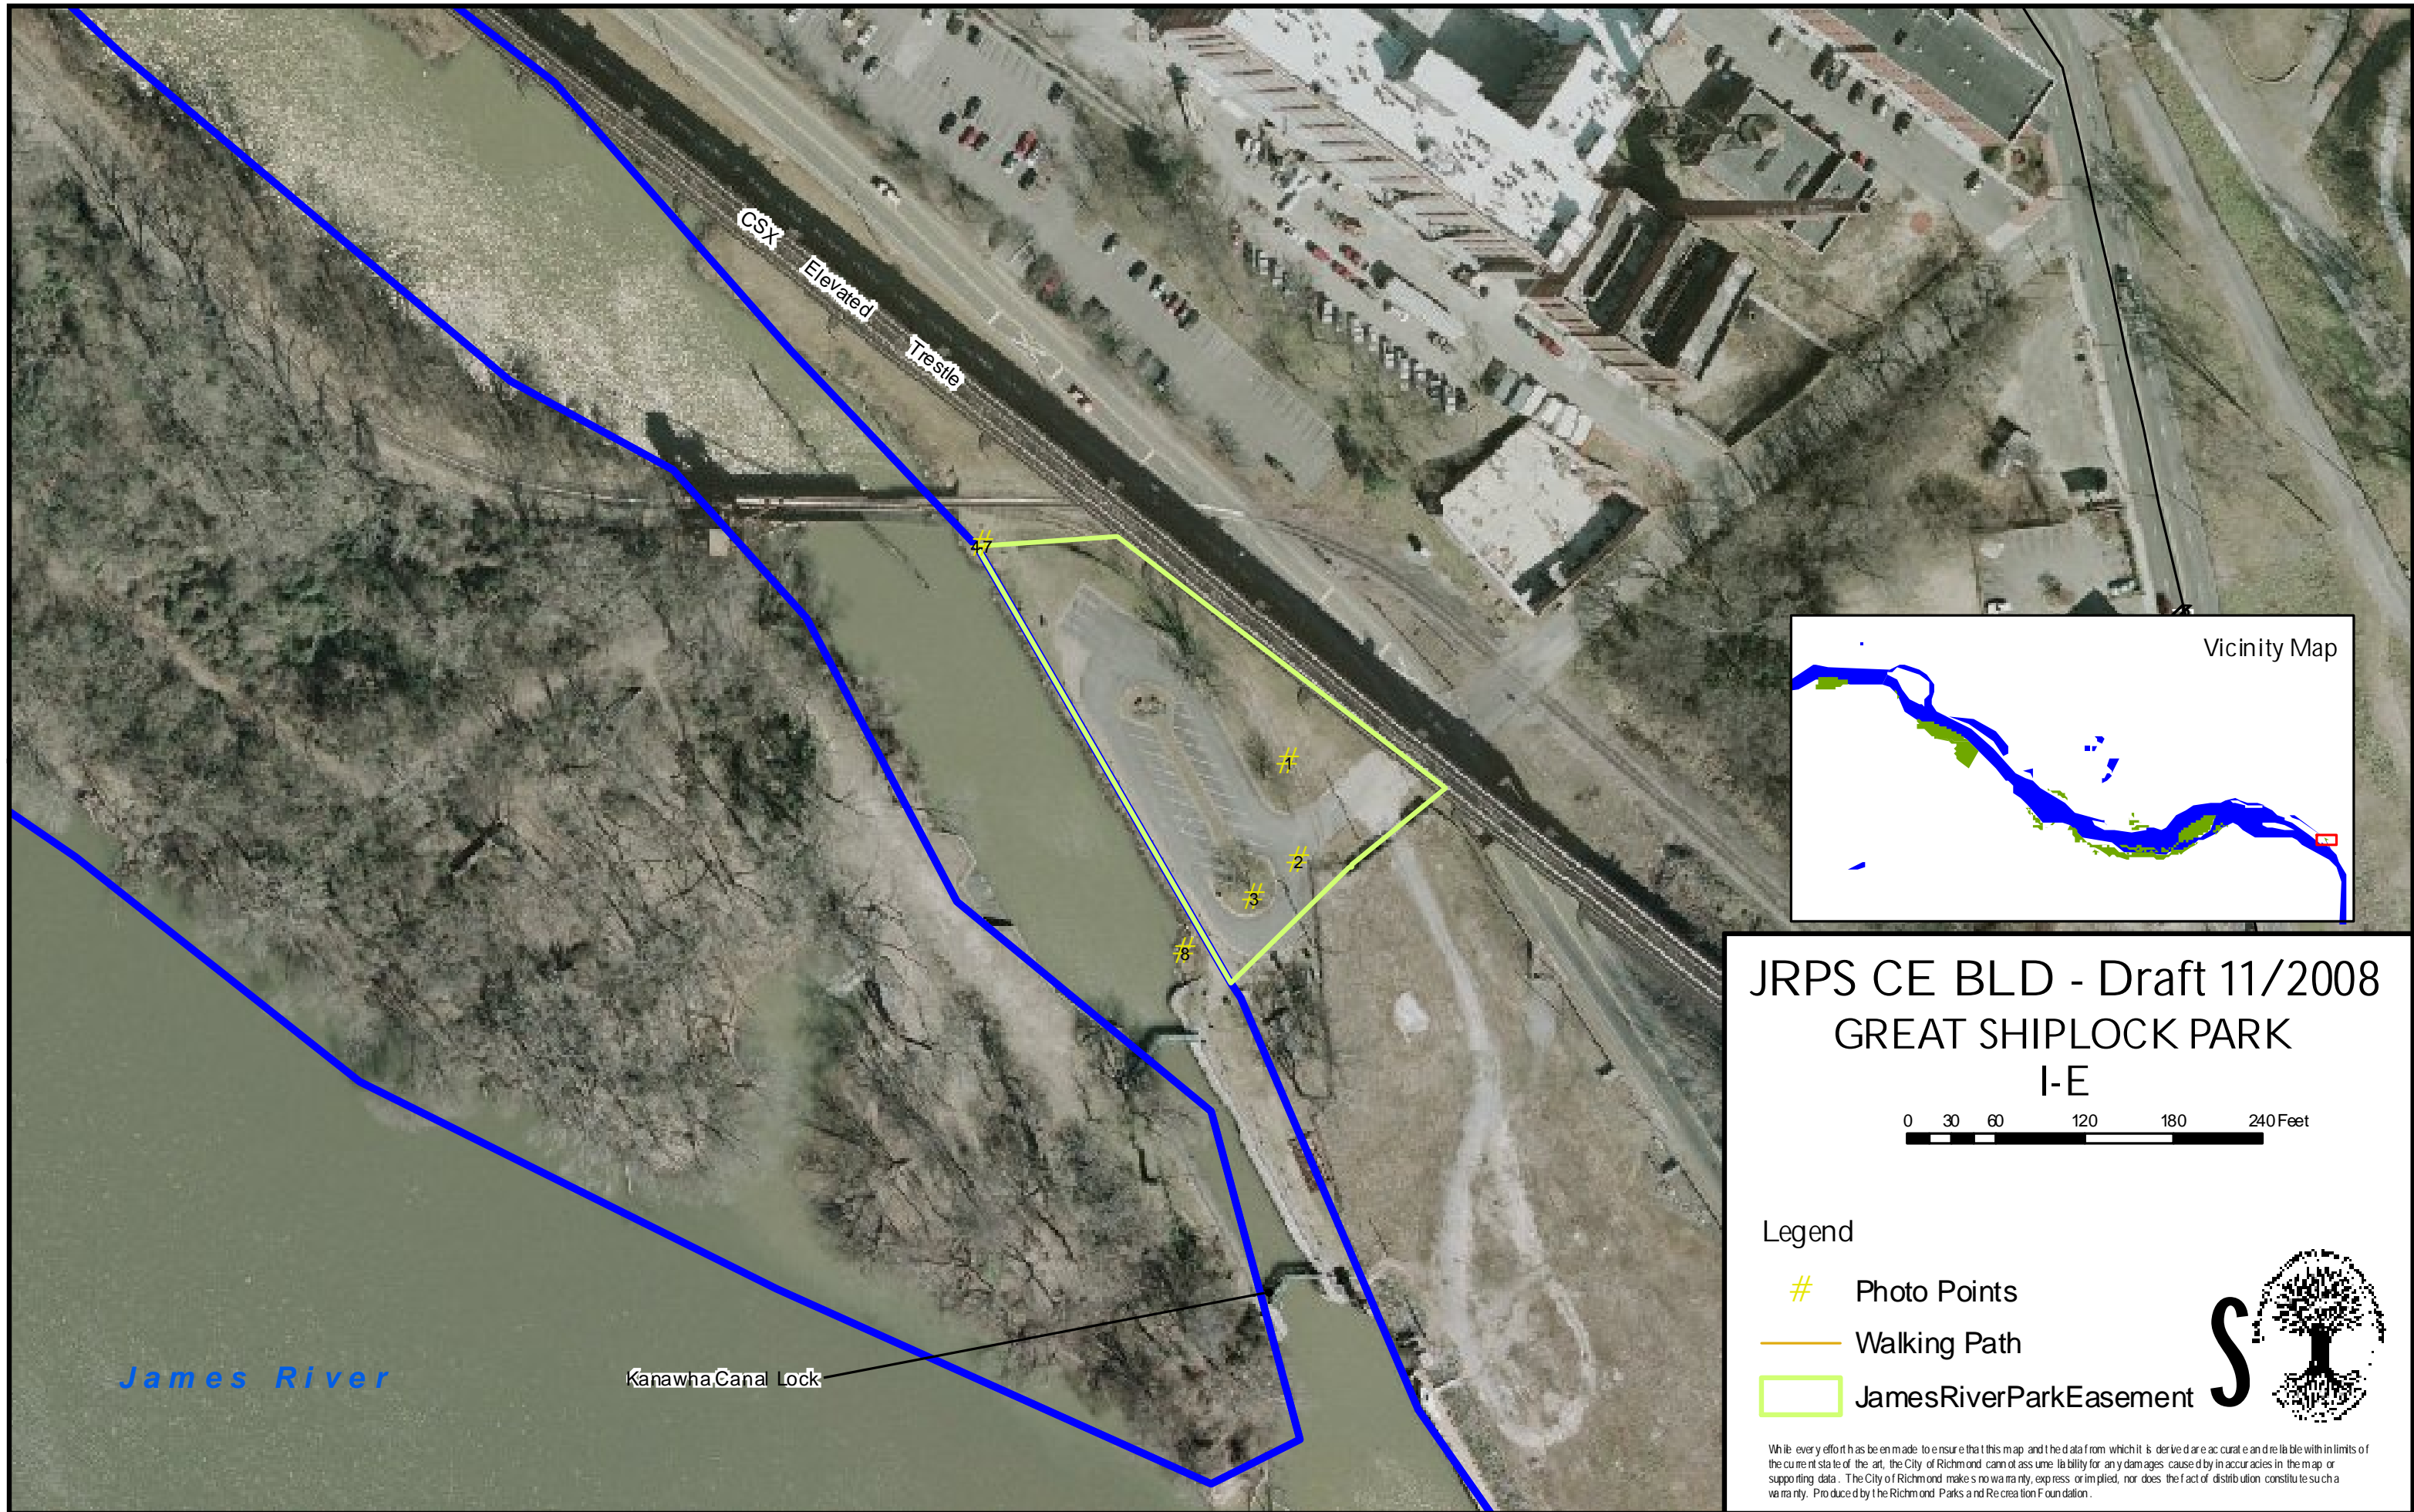 CSX
Elevated
Trestle
4-7
#
#
1
#
2
#
3
#
8
Vicinity Map
JRPS CE BLD - Draft 11/2008
GREAT SHIPLOCK PARK
I-E
0 30 60 120 180 240 Feet
Legend
# Photo Points
Walking Path
JamesRiverParkEasement
S
James River
Kanawha Canal Lock
While every effort has been made to ensure that this map and the data from which it is derived are accurate and reliable within limits of
the current state of the art, the City of Richmond cannot assume liability for any damages caused by inaccuracies in the map or
supporting data. The City of Richmond makes no warranty, express or implied, nor does the fact of distribution constitute such a
warranty. Produced by the Richmond Parks and Recreation Foundation.